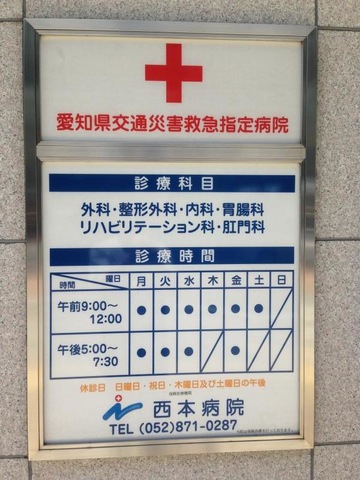 愛知県交通災害救急指定病院
診療科目
外科・整形外科・内科・胃腸科
リハビリテーション科・肛門科
診療時間
時間 曜日 月 火 水 木 金 土 日
午前9:00〜12:00 ● ● ● ● ● ●
午後5:00〜7:30 ● ● ● ●
休診日 日曜日・祝日・木曜日及び土曜日の午後
西本病院
TEL (052)871-0287